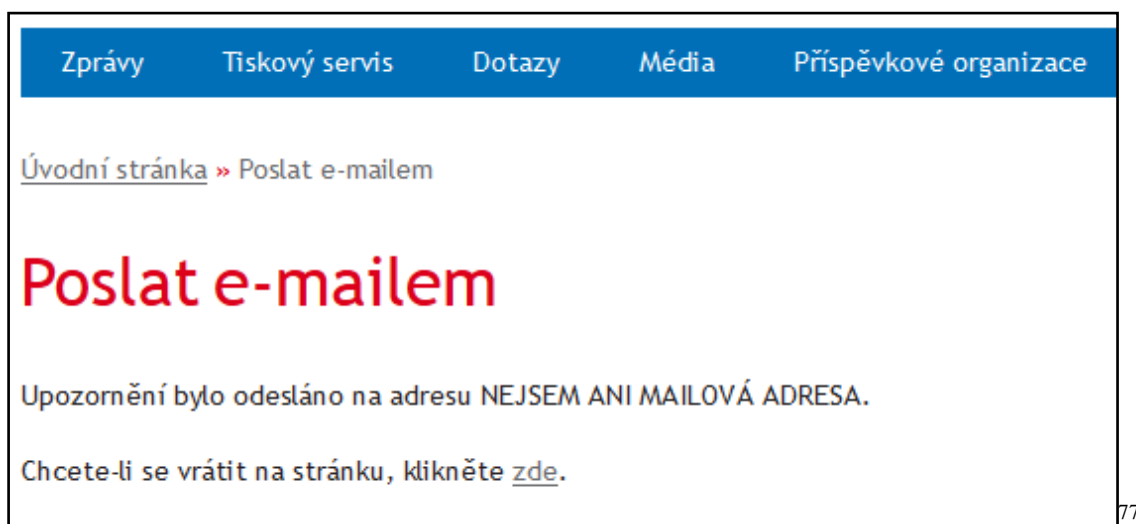 Zprávy Tiskový servis Dotazy Média Příspěvkové organizace
Úvodní stránka » Poslat e-mailem
Poslat e-mailem
Upozornění bylo odesláno na adresu NEJSEM ANI MAILOVÁ ADRESA.
Chcete-li se vrátit na stránku, klikněte zde.
77